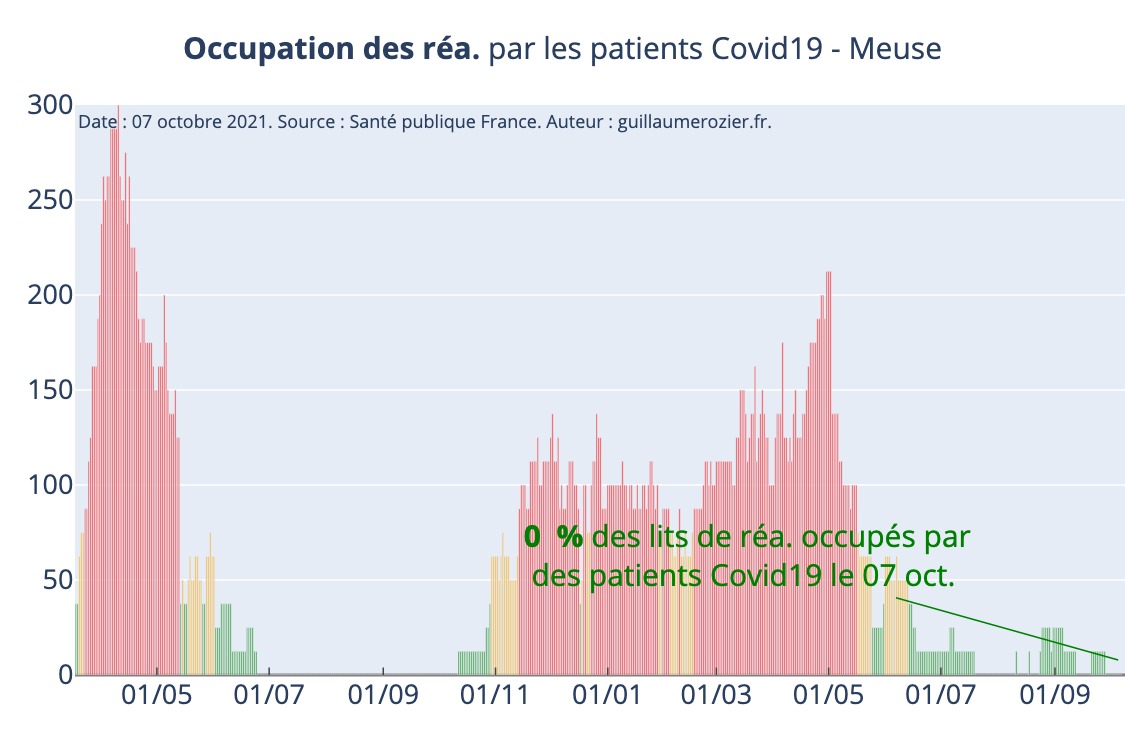 Occupation des réa. par les patients Covid19 - Meuse
300
Date : 07 octobre 2021. Source : Santé publique France. Auteur : guillaumerozier.fr.
250
200
150
100
0 % des lits de réa. occupés par
des patients Covid19 le 07 oct.
50
0
01/05 01/07 01/09 01/11 01/01 01/03 01/05 01/07 01/09